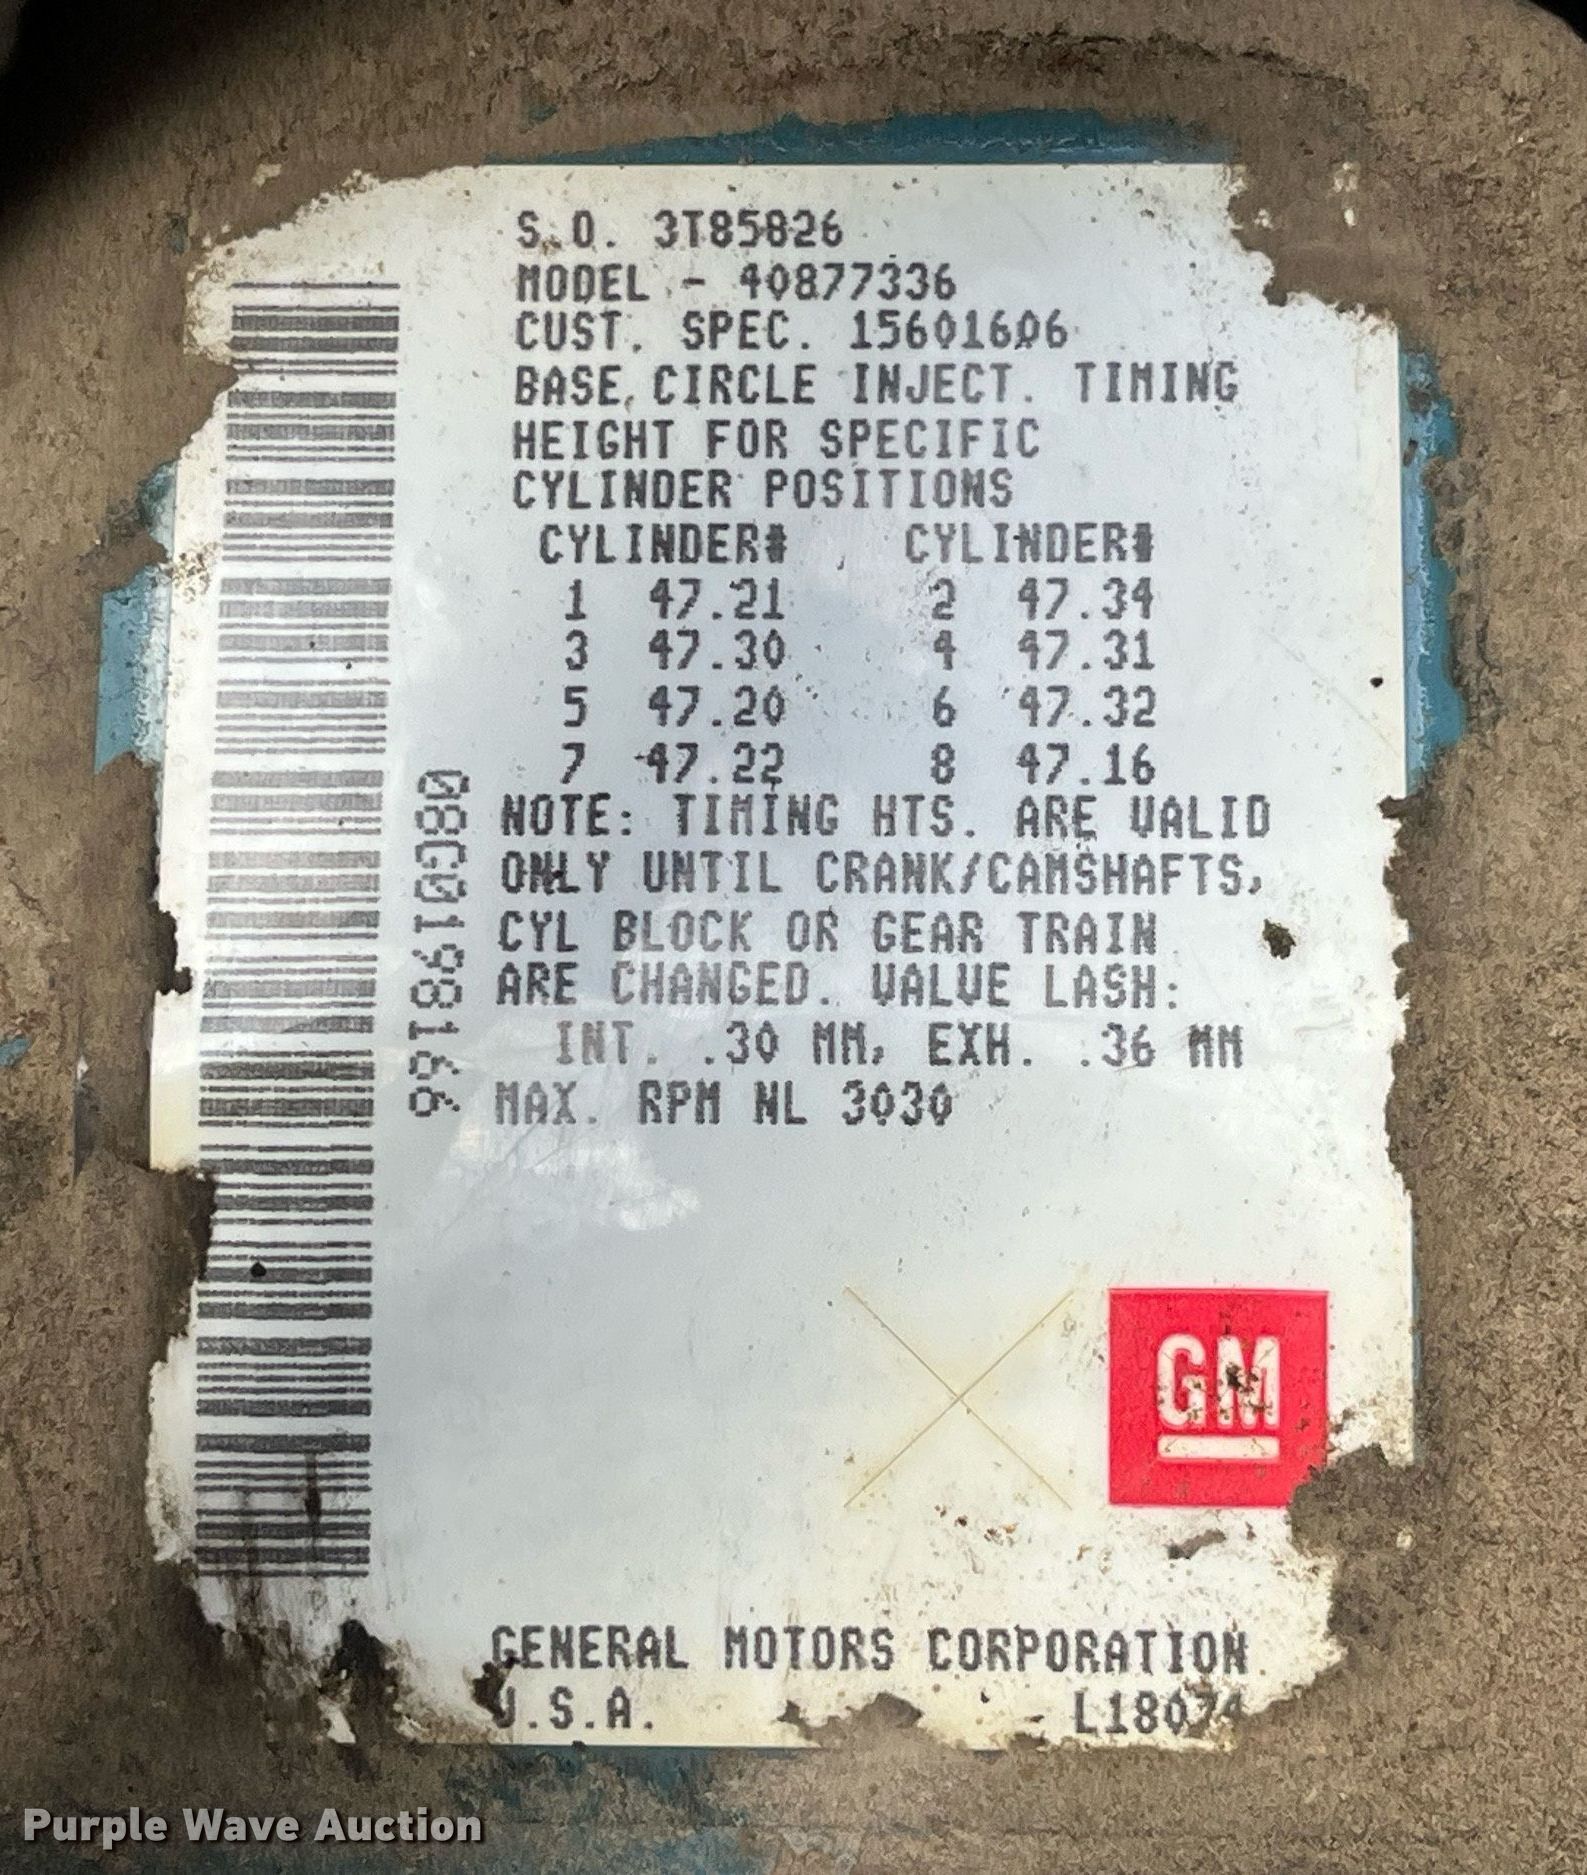 S.O. 3T85826
MODEL - 40877336
CUST. SPEC. 15601606
BASE CIRCLE INJECT. TIMING
HEIGHT FOR SPECIFIC
CYLINDER POSITIONS
CYLINDER# CYLINDER#
1 47.21 2 47.34
3 47.30 4 47.31
5 47.20 6 47.32
7 47.22 8 47.16
NOTE: TIMING HTS. ARE VALID
ONLY UNTIL CRANK/CAMSHAFTS,
CYL BLOCK OR GEAR TRAIN
ARE CHANGED. VALVE LASH:
INT. .30 MM, EXH. .36 MM
MAX. RPM NL 3030
08G0198166
GM
GENERAL MOTORS CORPORATION
U.S.A. L18074
Purple Wave Auction